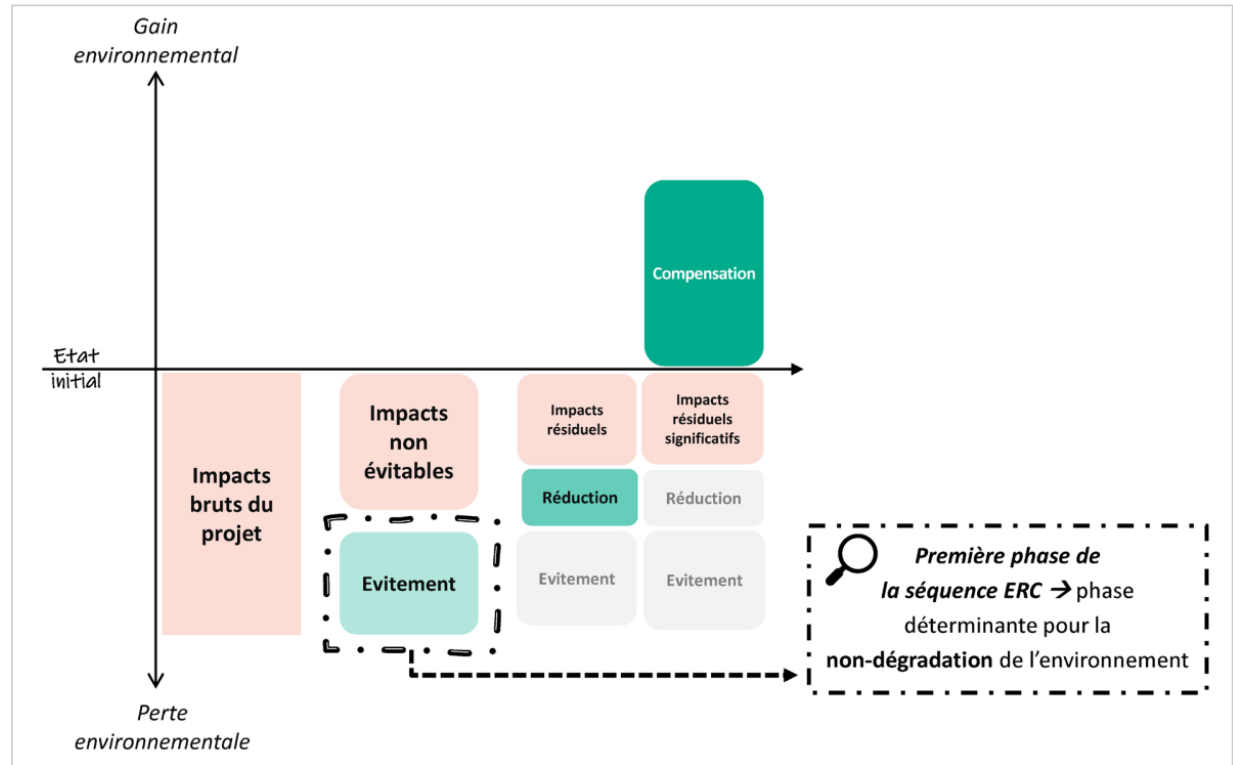 Gain
environnemental
Compensation
Etat
initial
Impacts
bruts du
projet
Impacts
non
évitables
Evitement
Impacts
résiduels
Réduction
Evitement
Impacts
résiduels
significatifs
Réduction
Evitement
Première phase de
la séquence ERC → phase
déterminante pour la
non-dégradation de l'environnement
Perte
environnementale